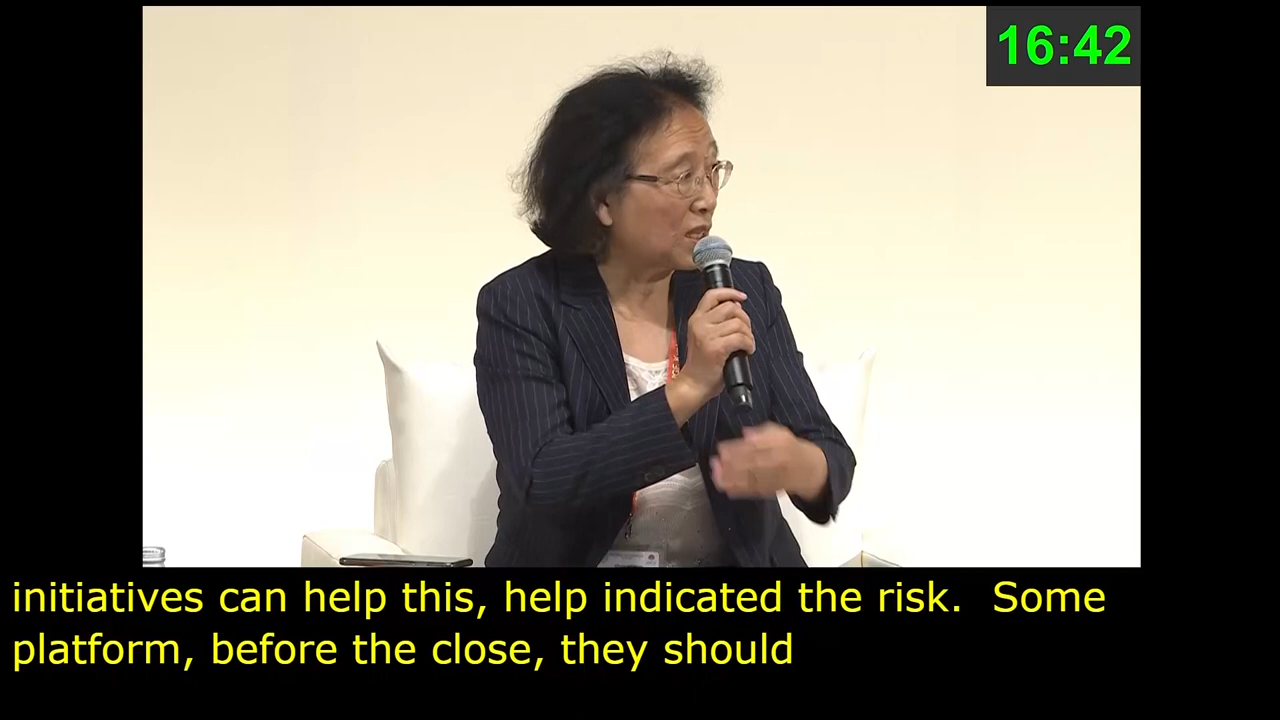 16:42
initiatives can help this, help indicated the risk.  Some
platform, before the close, they should